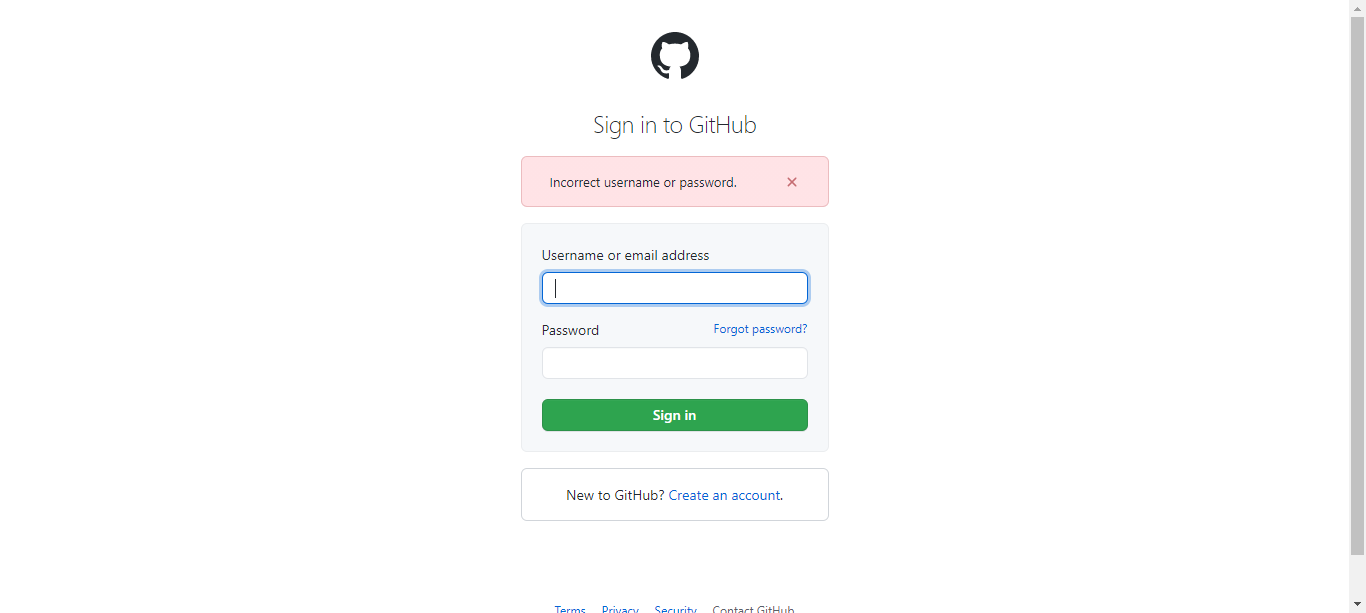 Sign in to GitHub
Incorrect username or password.
Username or email address
Password Forgot password?
Sign in
New to GitHub? Create an account.
Terms Privacy Security Contact GitHub